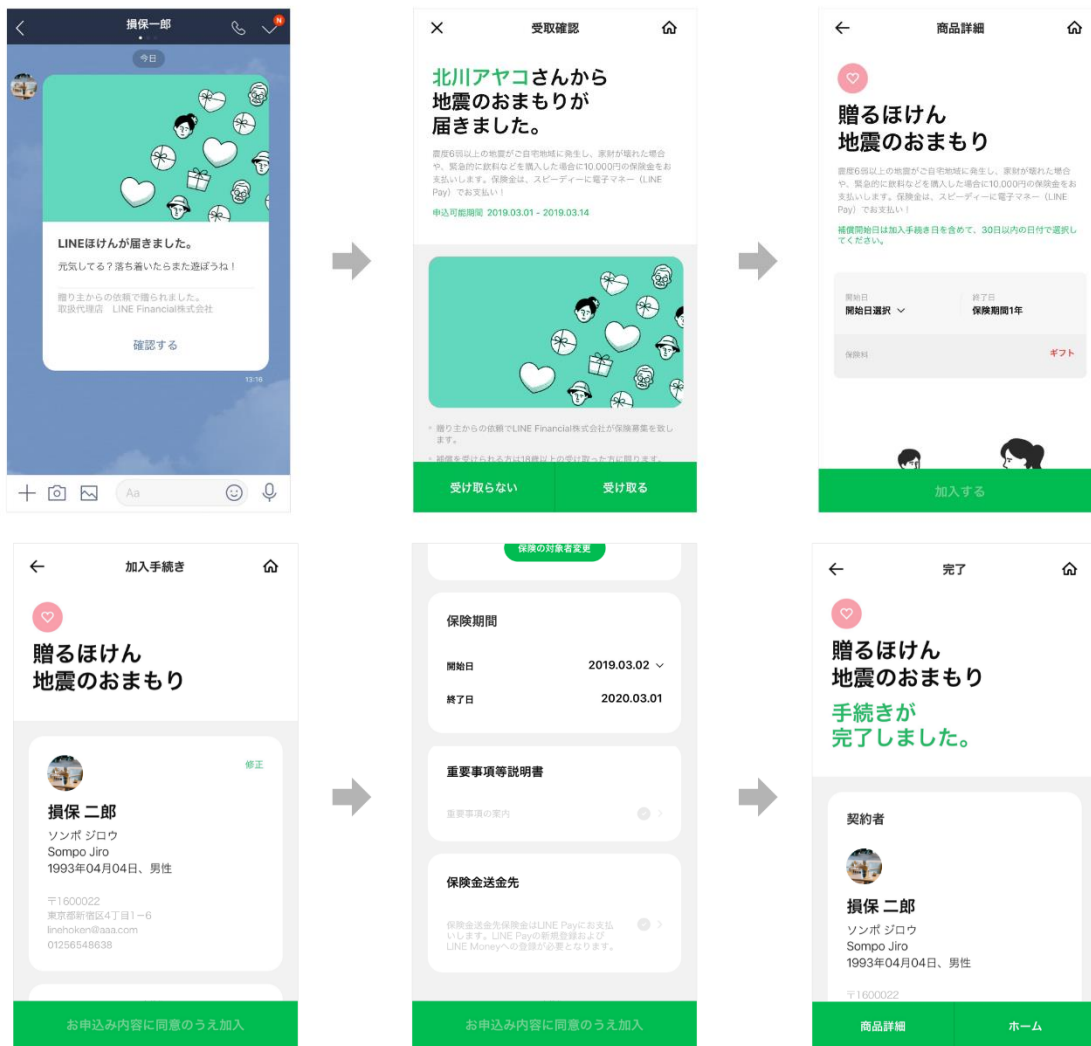 損保一郎
N
今日
LINEほけんが届きました。
元気してる？落ち着いたらまた遊ぼうね！
贈り主からの依頼で贈られました。
取扱代理店　LINE Financial株式会社
確認する
13:16
Aa
受取確認
北川アヤコさんから
地震のおまもりが
届きました。
震度6弱以上の地震がご自宅地域に発生し、家財が壊れた場合
や、緊急的に飲料などを購入した場合に10,000円の保険金をお
支払いします。保険金は、スピーディーに電子マネー（LINE
Pay）でお支払い！
申込可能期間 2019.03.01 - 2019.03.14
贈り主からの依頼でLINE Financial株式会社が保険募集を致し
ます。
補償を受けられる方は18歳以上の受け取った方に限ります。
受け取らない
受け取る
商品詳細
贈るほけん
地震のおまもり
震度6弱以上の地震がご自宅地域に発生し、家財が壊れた場合
や、緊急的に飲料などを購入した場合に10,000円の保険金をお
支払いします。保険金は、スピーディーに電子マネー（LINE
Pay）でお支払い！
補償開始日は加入手続き日を含めて、30日以内の日付で選択し
てください。
開始日
開始日選択
終了日
保険期間1年
保険料
ギフト
加入する
加入手続き
贈るほけん
地震のおまもり
修正
損保 二郎
ソンポ ジロウ
Sompo Jiro
1993年04月04日、男性
〒1600022
東京都新宿区4丁目1－6
linehoken@aaa.com
01256548638
お申込み内容に同意のうえ加入
保険の対象者変更
保険期間
開始日
2019.03.02
終了日
2020.03.01
重要事項等説明書
重要事項の案内
保険金送金先
保険金送金先保険金はLINE Payにお支払
いします。LINE Payの新規登録および
LINE Moneyへの登録が必要となります。
お申込み内容に同意のうえ加入
完了
贈るほけん
地震のおまもり
手続きが
完了しました。
契約者
損保 二郎
ソンポ ジロウ
Sompo Jiro
1993年04月04日、男性
〒1600022
商品詳細
ホーム